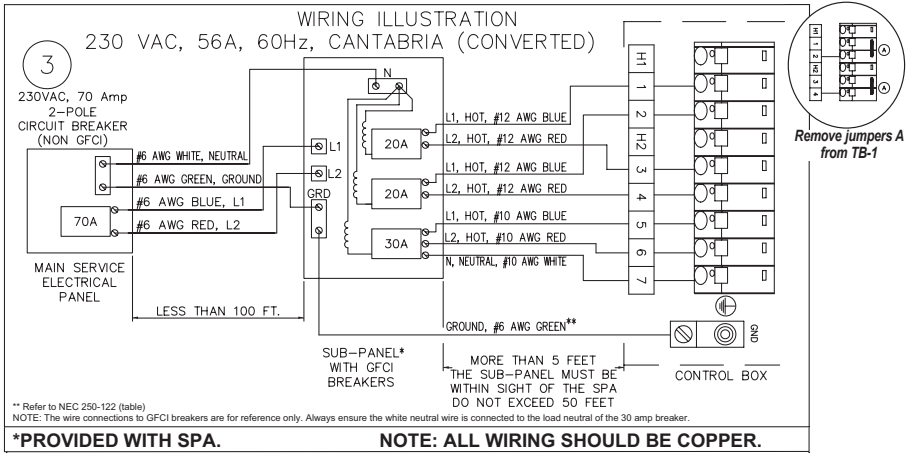 WIRING ILLUSTRATION
230 VAC, 56A, 60Hz, CANTABRIA (CONVERTED)
3
230VAC, 70 Amp
2-POLE
CIRCUIT BREAKER
(NON GFCI)
#6 AWG WHITE, NEUTRAL
#6 AWG GREEN, GROUND
#6 AWG BLUE, L1
#6 AWG RED, L2
70A
MAIN SERVICE
ELECTRICAL
PANEL
LESS THAN 100 FT.
N
L1
L2
GRD
20A
20A
30A
L1, HOT, #12 AWG BLUE
L2, HOT, #12 AWG RED
L1, HOT, #12 AWG BLUE
L2, HOT, #12 AWG RED
L1, HOT, #10 AWG BLUE
L2, HOT, #10 AWG RED
N, NEUTRAL, #10 AWG WHITE
GROUND, #6 AWG GREEN**
H1
1
2
H2
3
4
5
6
7
GND
CONTROL BOX
SUB-PANEL*
WITH GFCI
BREAKERS
MORE THAN 5 FEET
THE SUB-PANEL MUST BE
WITHIN SIGHT OF THE SPA
DO NOT EXCEED 50 FEET
H1
1
2
H2
3
4
A
A
Remove jumpers A
from TB-1
** Refer to NEC 250-122 (table)
NOTE: The wire connections to GFCI breakers are for reference only. Always ensure the white neutral wire is connected to the load neutral of the 30 amp breaker.
*PROVIDED WITH SPA. NOTE: ALL WIRING SHOULD BE COPPER.